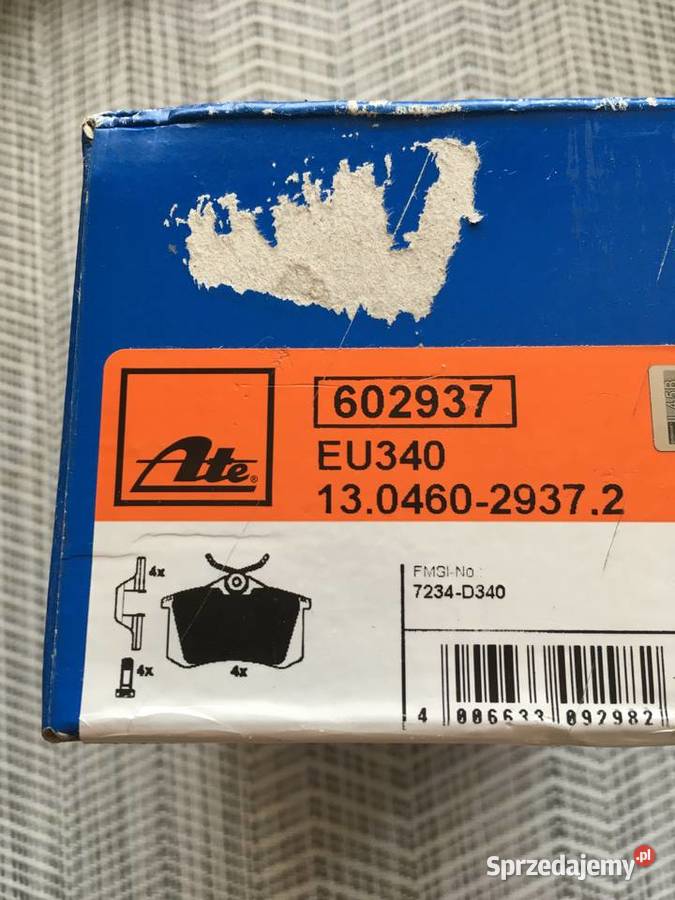 602937
Ate®
EU340
13.0460-2937.2
FMSI-No.:
7234-D340
4x
4x
4x
4 006633 092982
Sprzedajemy.pl